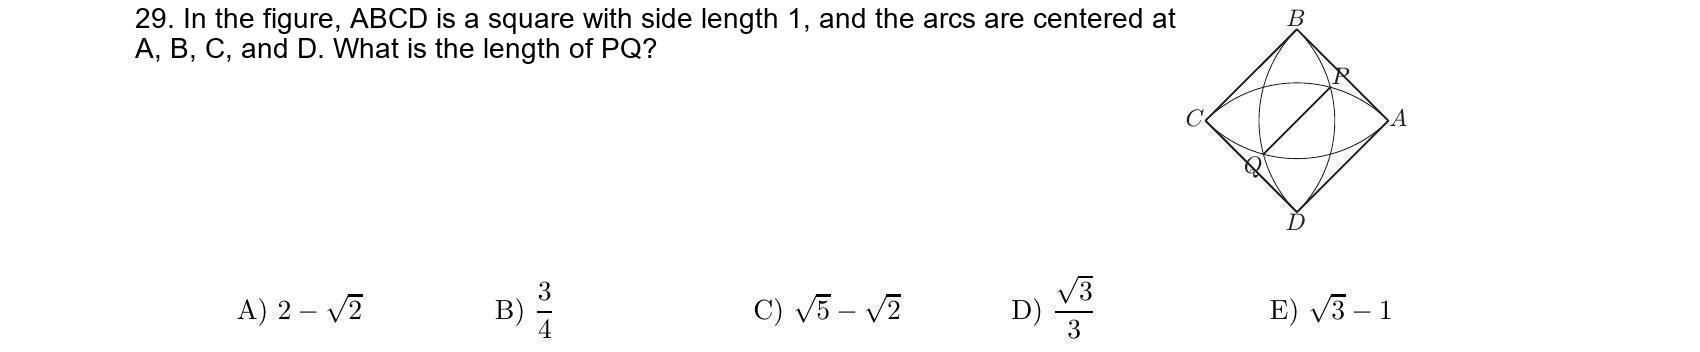 29. In the figure, ABCD is a square with side length 1, and the arcs are centered at
A, B, C, and D. What is the length of PQ?
B
P
C
A
Q
D
A) 2 − √2 B) 3/4 C) √5 − √2 D) √3/3 E) √3 − 1